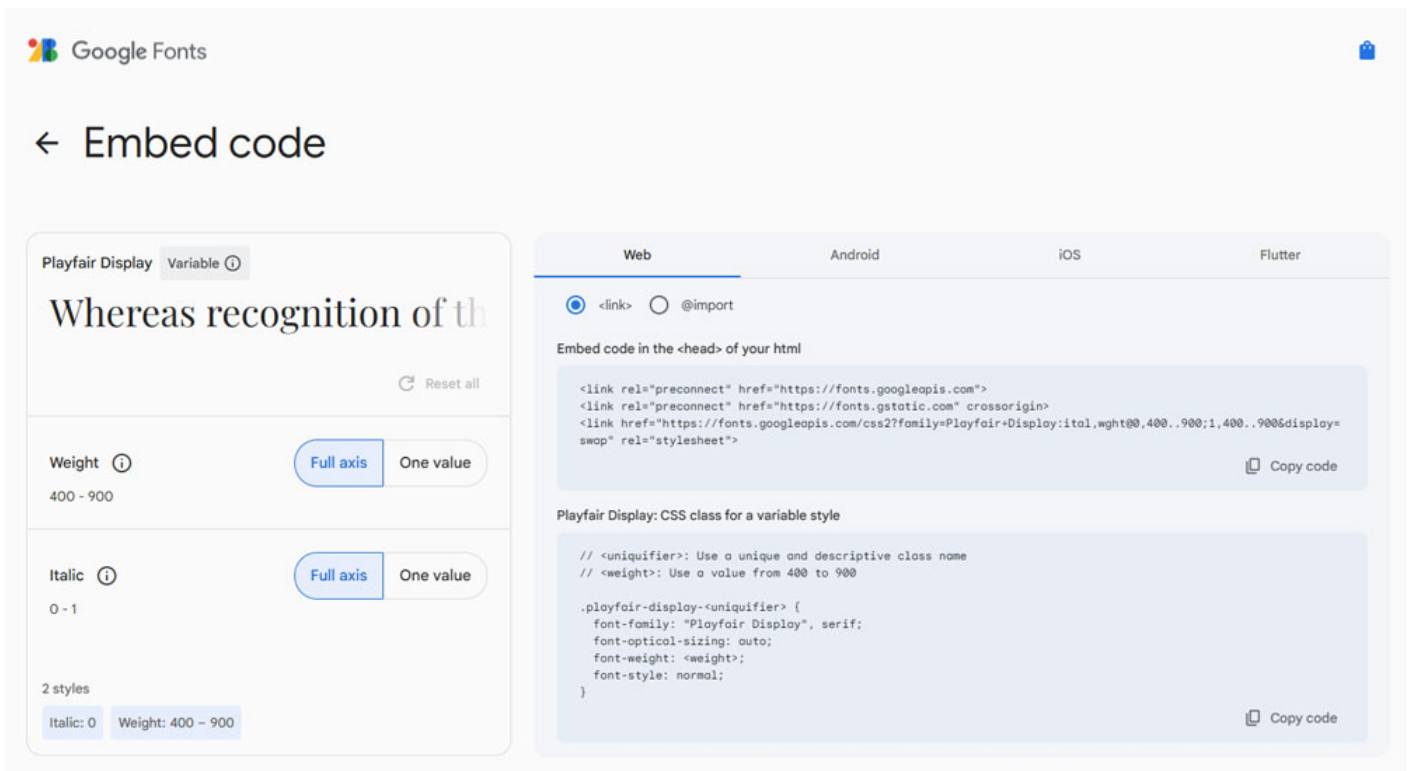 Google Fonts
← Embed code
Playfair Display Variable
Whereas recognition of th
Reset all
Weight
Full axis One value
400 - 900
Italic
Full axis One value
0 - 1
2 styles
Italic: 0 Weight: 400 – 900
Web Android iOS Flutter
<link> @import
Embed code in the <head> of your html
<link rel="preconnect" href="https://fonts.googleapis.com">
<link rel="preconnect" href="https://fonts.gstatic.com" crossorigin>
<link href="https://fonts.googleapis.com/css2?family=Playfair+Display:ital,wght@0,400..900;1,400..900&display=
swap" rel="stylesheet">
Copy code
Playfair Display: CSS class for a variable style
// <uniquifier>: Use a unique and descriptive class name
// <weight>: Use a value from 400 to 900
.playfair-display-<uniquifier> {
font-family: "Playfair Display", serif;
font-optical-sizing: auto;
font-weight: <weight>;
font-style: normal;
}
Copy code